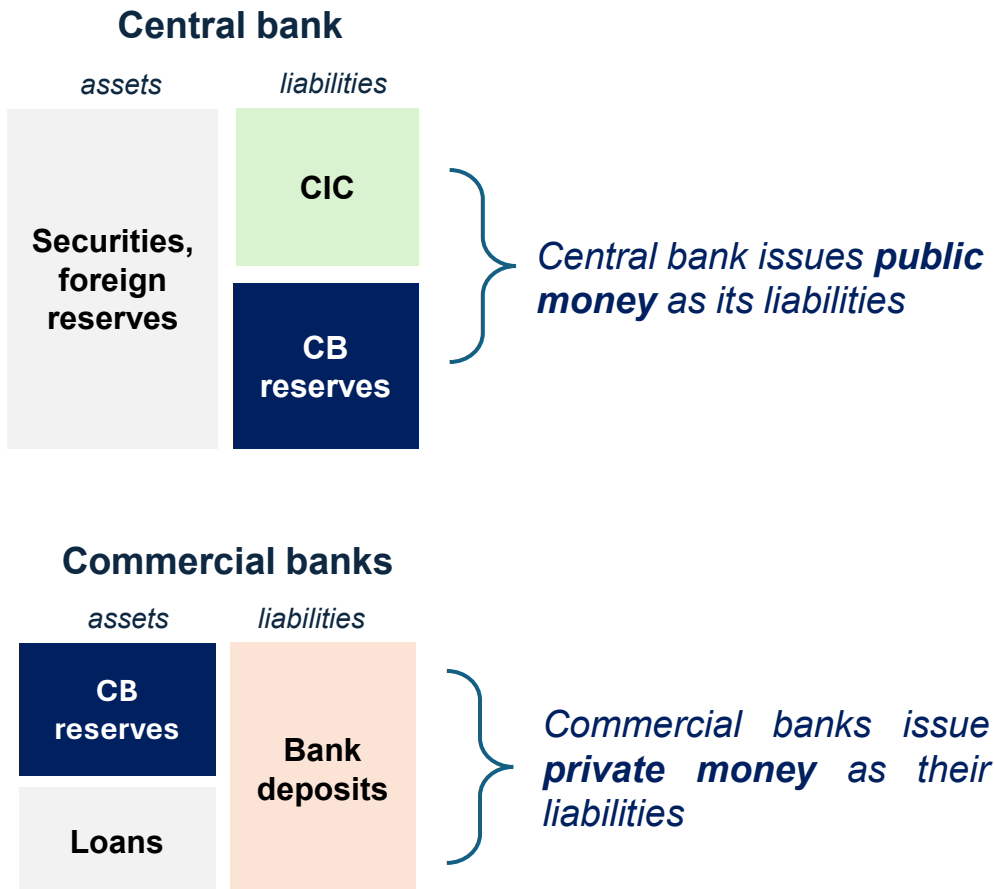 Central bank
assets
liabilities
Securities,
foreign
reserves
CIC
CB
reserves
Central bank issues public
money as its liabilities
Commercial banks
assets
liabilities
CB
reserves
Loans
Bank
deposits
Commercial banks issue
private money as their
liabilities